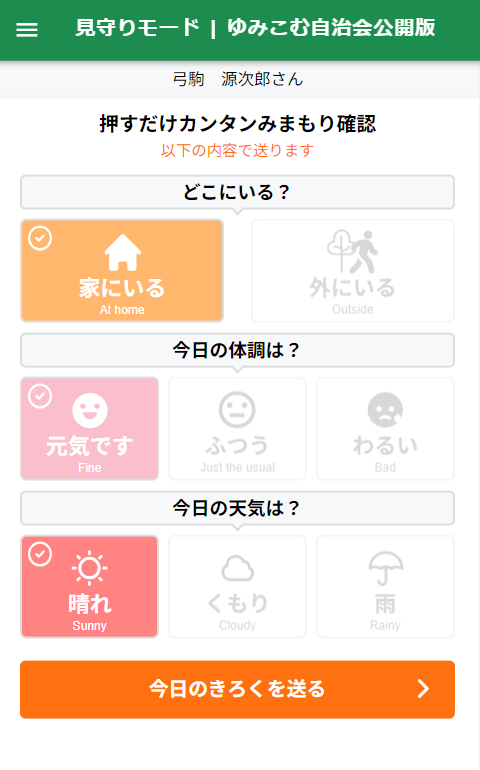 見守りモード | ゆみこむ自治会公開版
弓駒　源次郎さん
押すだけカンタンみまもり確認
以下の内容で送ります
どこにいる？
家にいる
At home
外にいる
Outside
今日の体調は？
元気です
Fine
ふつう
Just the usual
わるい
Bad
今日の天気は？
晴れ
Sunny
くもり
Cloudy
雨
Rainy
今日のきろくを送る